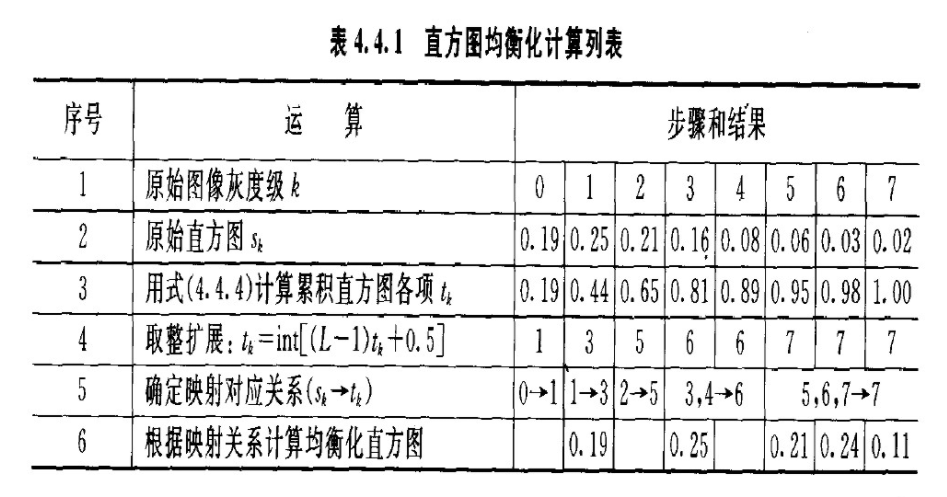 表4.4.1 直方图均衡化计算列表
序号 运 算 步骤和结果
1 原始图像灰度级 k 0 1 2 3 4 5 6 7
2 原始直方图 sk 0.19 0.25 0.21 0.16 0.08 0.06 0.03 0.02
3 用式(4.4.4)计算累积直方图各项 tk 0.19 0.44 0.65 0.81 0.89 0.95 0.98 1.00
4 取整扩展: tk=int[(L-1)tk+0.5] 1 3 5 6 6 7 7 7
5 确定映射对应关系(sk→tk) 0→1 1→3 2→5 3,4→6 5,6,7→7
6 根据映射关系计算均衡化直方图 0.19 0.25 0.21 0.24 0.11